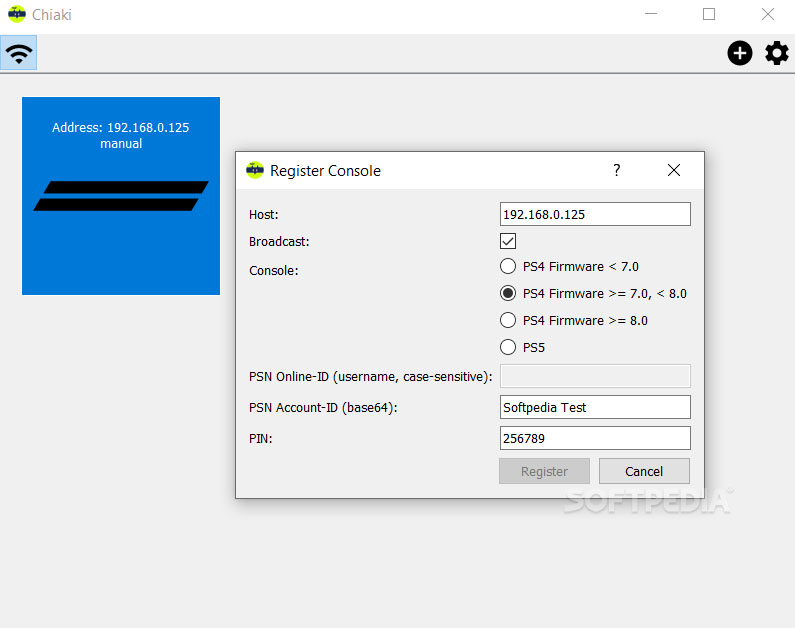 Chiaki
Address: 192.168.0.125
manual
Register Console
?
Host:
192.168.0.125
Broadcast:
Console:
PS4 Firmware < 7.0
PS4 Firmware >= 7.0, < 8.0
PS4 Firmware >= 8.0
PS5
PSN Online-ID (username, case-sensitive):
PSN Account-ID (base64):
Softpedia Test
PIN:
256789
Register
Cancel
SOFTPEDIA®